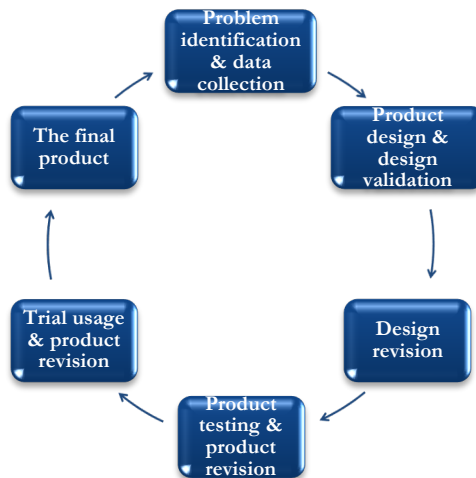 Problem
identification
& data
collection
Product
design &
design
validation
Design
revision
Product
testing &
product
revision
Trial usage
& product
revision
The final
product